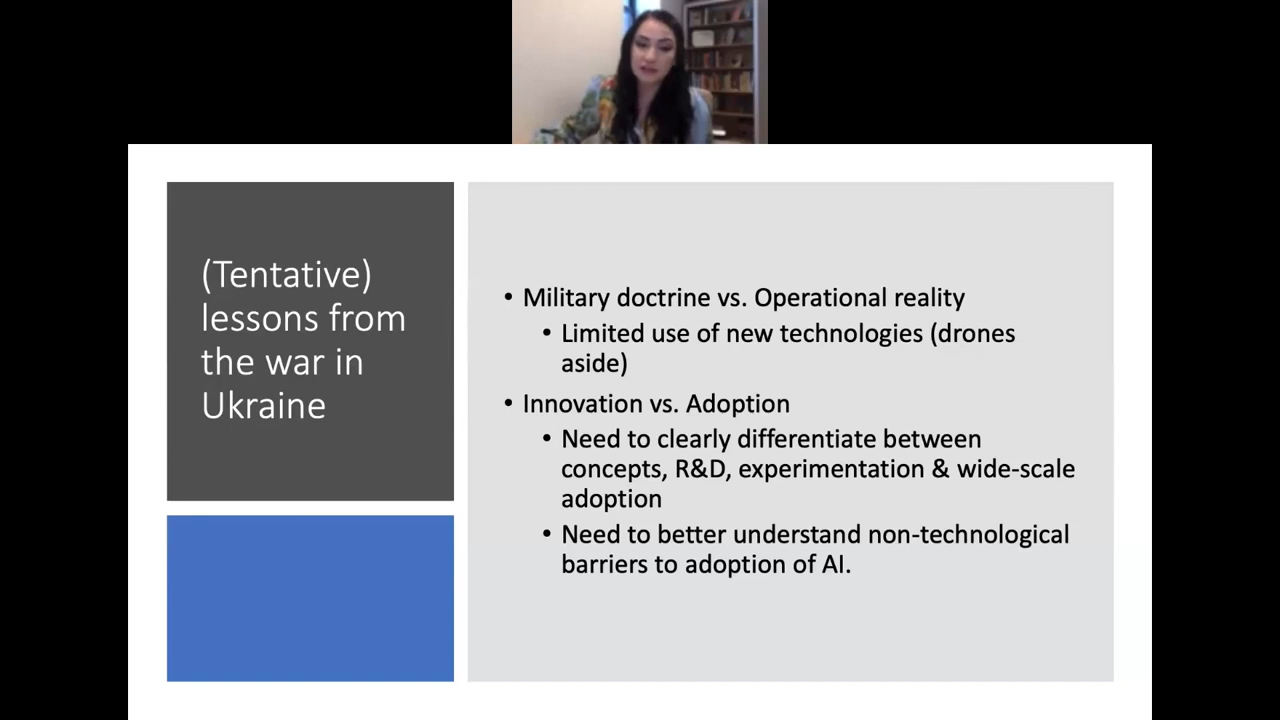 (Tentative)
lessons from
the war in
Ukraine
• Military doctrine vs. Operational reality
• Limited use of new technologies (drones
aside)
• Innovation vs. Adoption
• Need to clearly differentiate between
concepts, R&D, experimentation & wide-scale
adoption
• Need to better understand non-technological
barriers to adoption of AI.